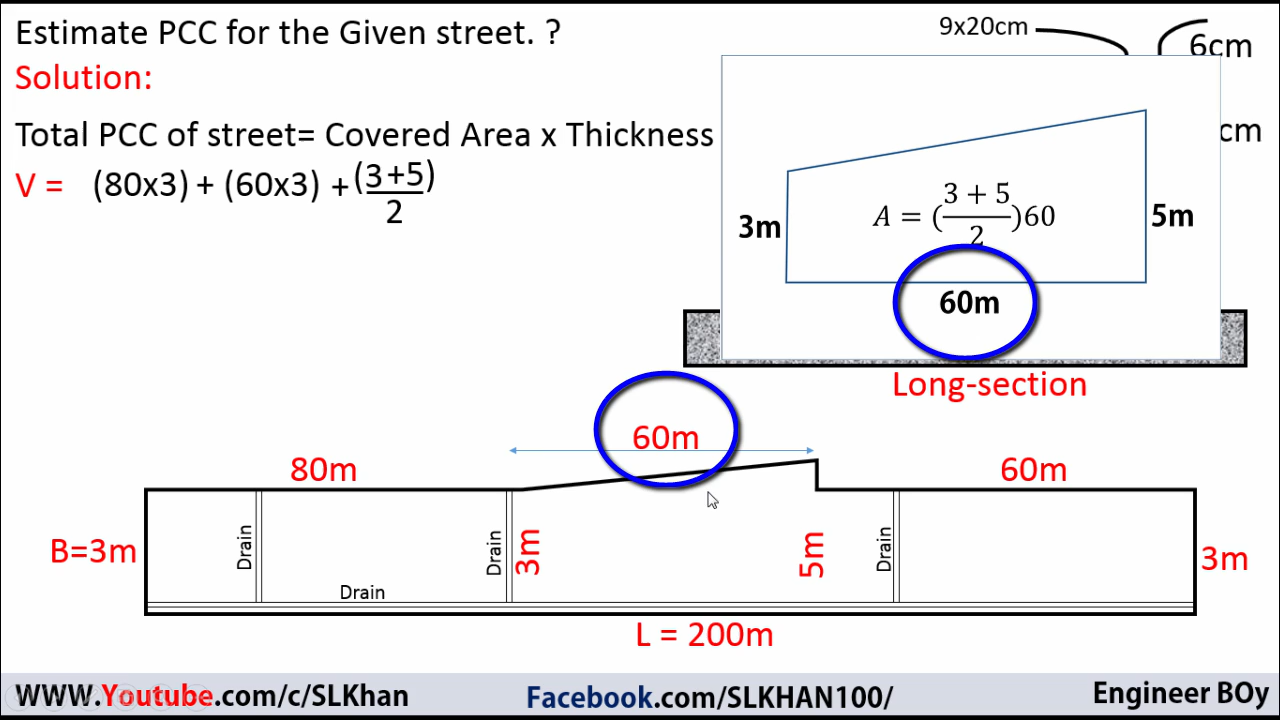 Estimate PCC for the Given street. ?
Solution:
Total PCC of street= Covered Area x Thickness
V = (80x3) + (60x3) + (3+5)
2
9x20cm
6cm
cm
A = (3 + 5
2)60
3m
5m
60m
Long-section
60m
80m
60m
B=3m
Drain
Drain
Drain
3m
5m
Drain
3m
L = 200m
WWW.Youtube.com/c/SLKhan
Facebook.com/SLKHAN100/
Engineer BOy